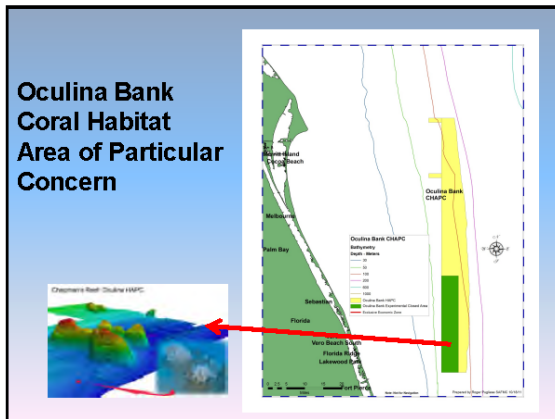 Oculina Bank
Coral Habitat
Area of Particular
Concern
Cocoa Beach
Melbourne
Palm Bay
Sebastian
Florida
Vero Beach South
Florida Ridge
Lakewood Park
Fort Pierce
Oculina Bank
CHAPC
Oculina Bank CHAPC
Bathymetry
Depth - Meters
Oculina Bank HAPC
Oculina Bank Experimental Closed Area
Exclusive Economic Zone
Chapman's Reef- Oculina HAPC